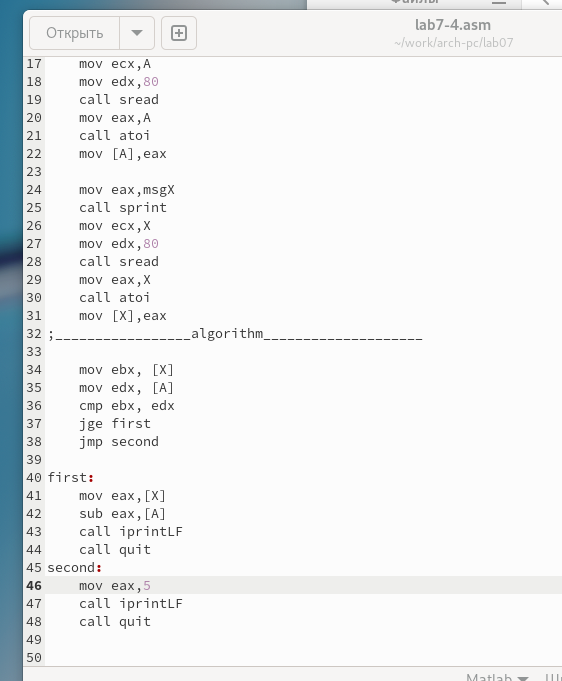 Файлы
Открыть
lab7-4.asm
~/work/arch-pc/lab07
17 mov ecx,A
18 mov edx,80
19 call sread
20 mov eax,A
21 call atoi
22 mov [A],eax
23
24 mov eax,msgX
25 call sprint
26 mov ecx,X
27 mov edx,80
28 call sread
29 mov eax,X
30 call atoi
31 mov [X],eax
32 ;_________________algorithm____________________
33
34 mov ebx, [X]
35 mov edx, [A]
36 cmp ebx, edx
37 jge first
38 jmp second
39
40 first:
41 mov eax,[X]
42 sub eax,[A]
43 call iprintLF
44 call quit
45 second:
46 mov eax,5
47 call iprintLF
48 call quit
49
50
Matlab